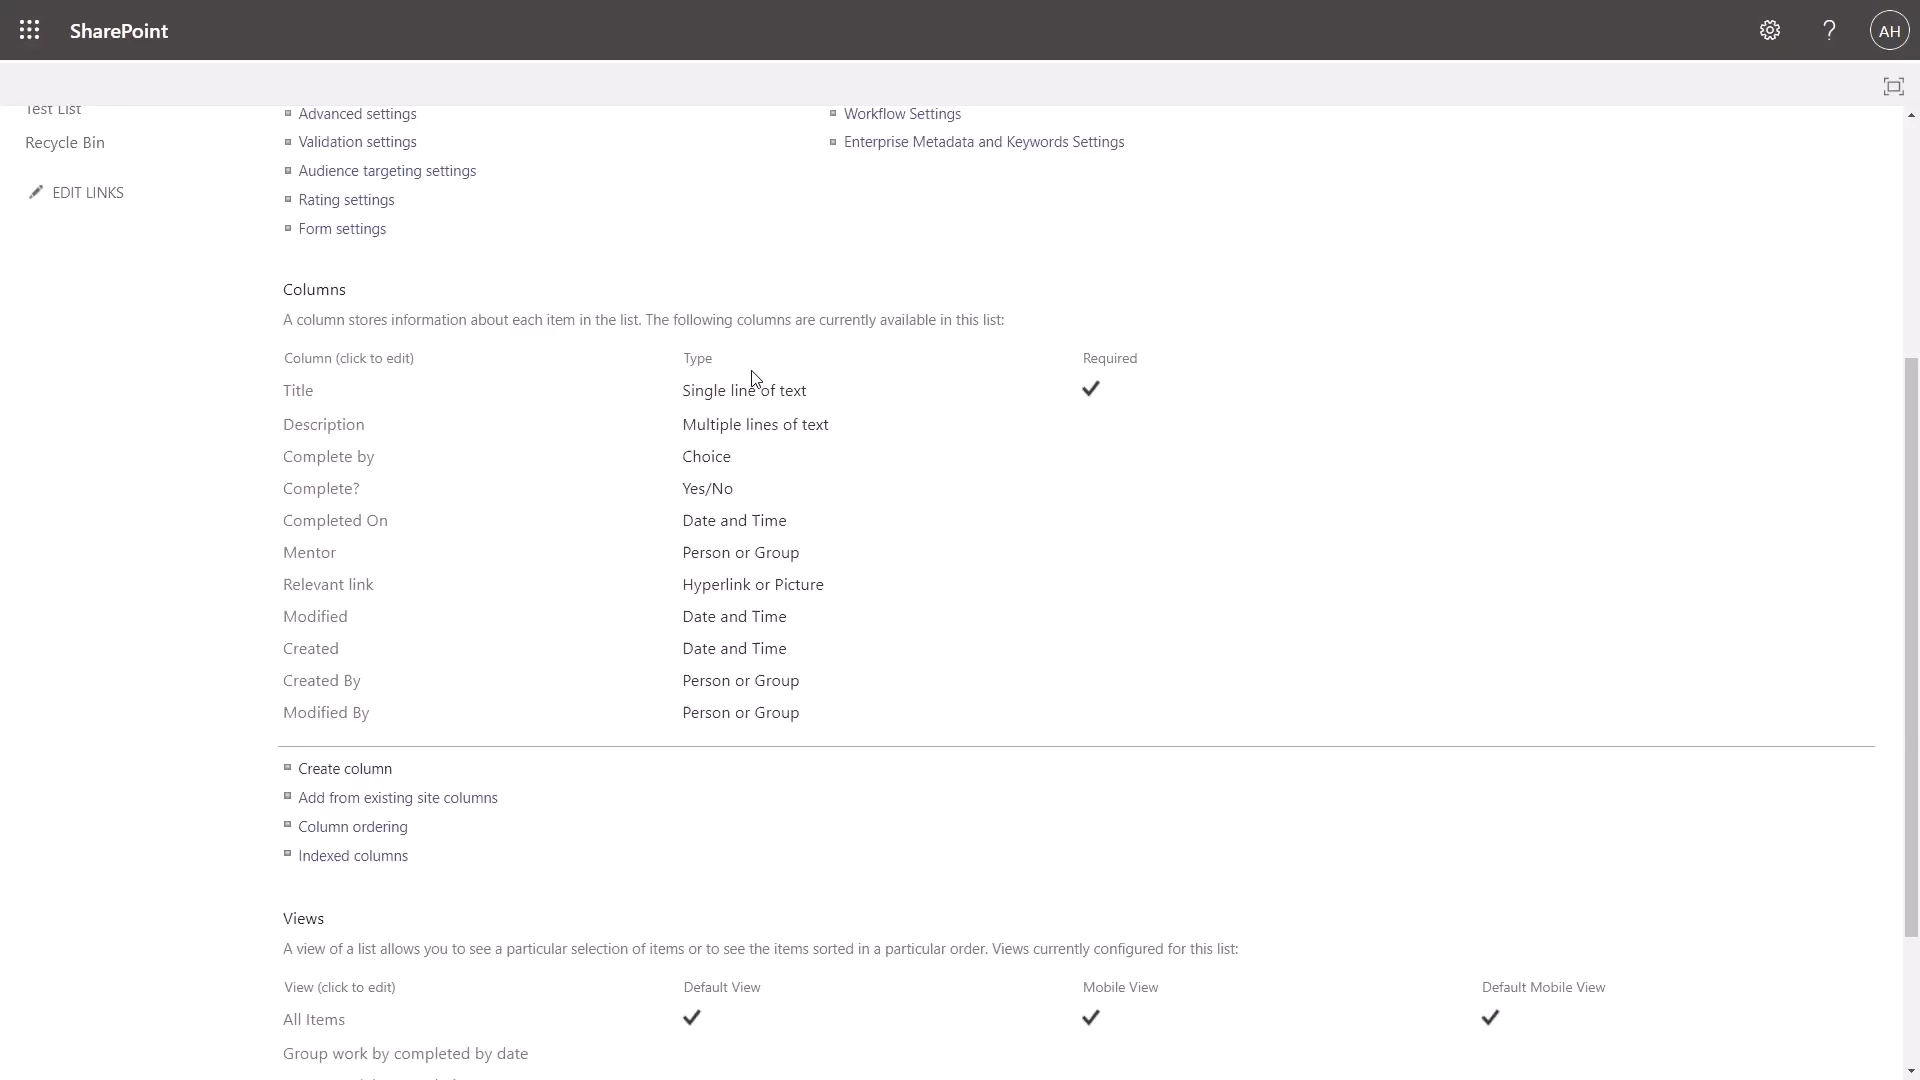 SharePoint
AH
Test List
Recycle Bin
EDIT LINKS
Advanced settings
Validation settings
Audience targeting settings
Rating settings
Form settings
Workflow Settings
Enterprise Metadata and Keywords Settings
Columns
A column stores information about each item in the list. The following columns are currently available in this list:
Column (click to edit) Type Required
Title Single line of text
Description Multiple lines of text
Complete by Choice
Complete? Yes/No
Completed On Date and Time
Mentor Person or Group
Relevant link Hyperlink or Picture
Modified Date and Time
Created Date and Time
Created By Person or Group
Modified By Person or Group
Create column
Add from existing site columns
Column ordering
Indexed columns
Views
A view of a list allows you to see a particular selection of items or to see the items sorted in a particular order. Views currently configured for this list:
View (click to edit) Default View Mobile View Default Mobile View
All Items
Group work by completed by date